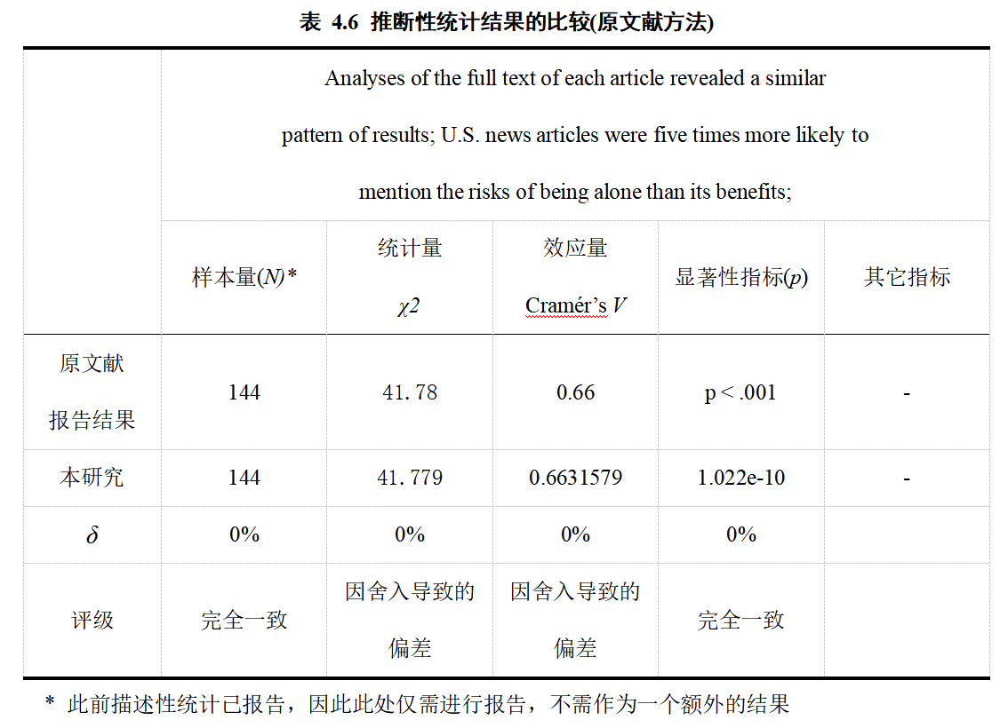 表 4.6 推断性统计结果的比较(原文献方法)
Analyses of the full text of each article revealed a similar
pattern of results; U.S. news articles were five times more likely to
mention the risks of being alone than its benefits;
样本量(N)*
统计量
χ2
效应量
Cramér’s V
显著性指标(p)
其它指标
原文献
报告结果
144
41.78
0.66
p < .001
-
本研究
144
41.779
0.6631579
1.022e-10
-
δ
0%
0%
0%
0%
评级
完全一致
因舍入导致的
偏差
因舍入导致的
偏差
完全一致
* 此前描述性统计已报告，因此此处仅需进行报告，不需作为一个额外的结果